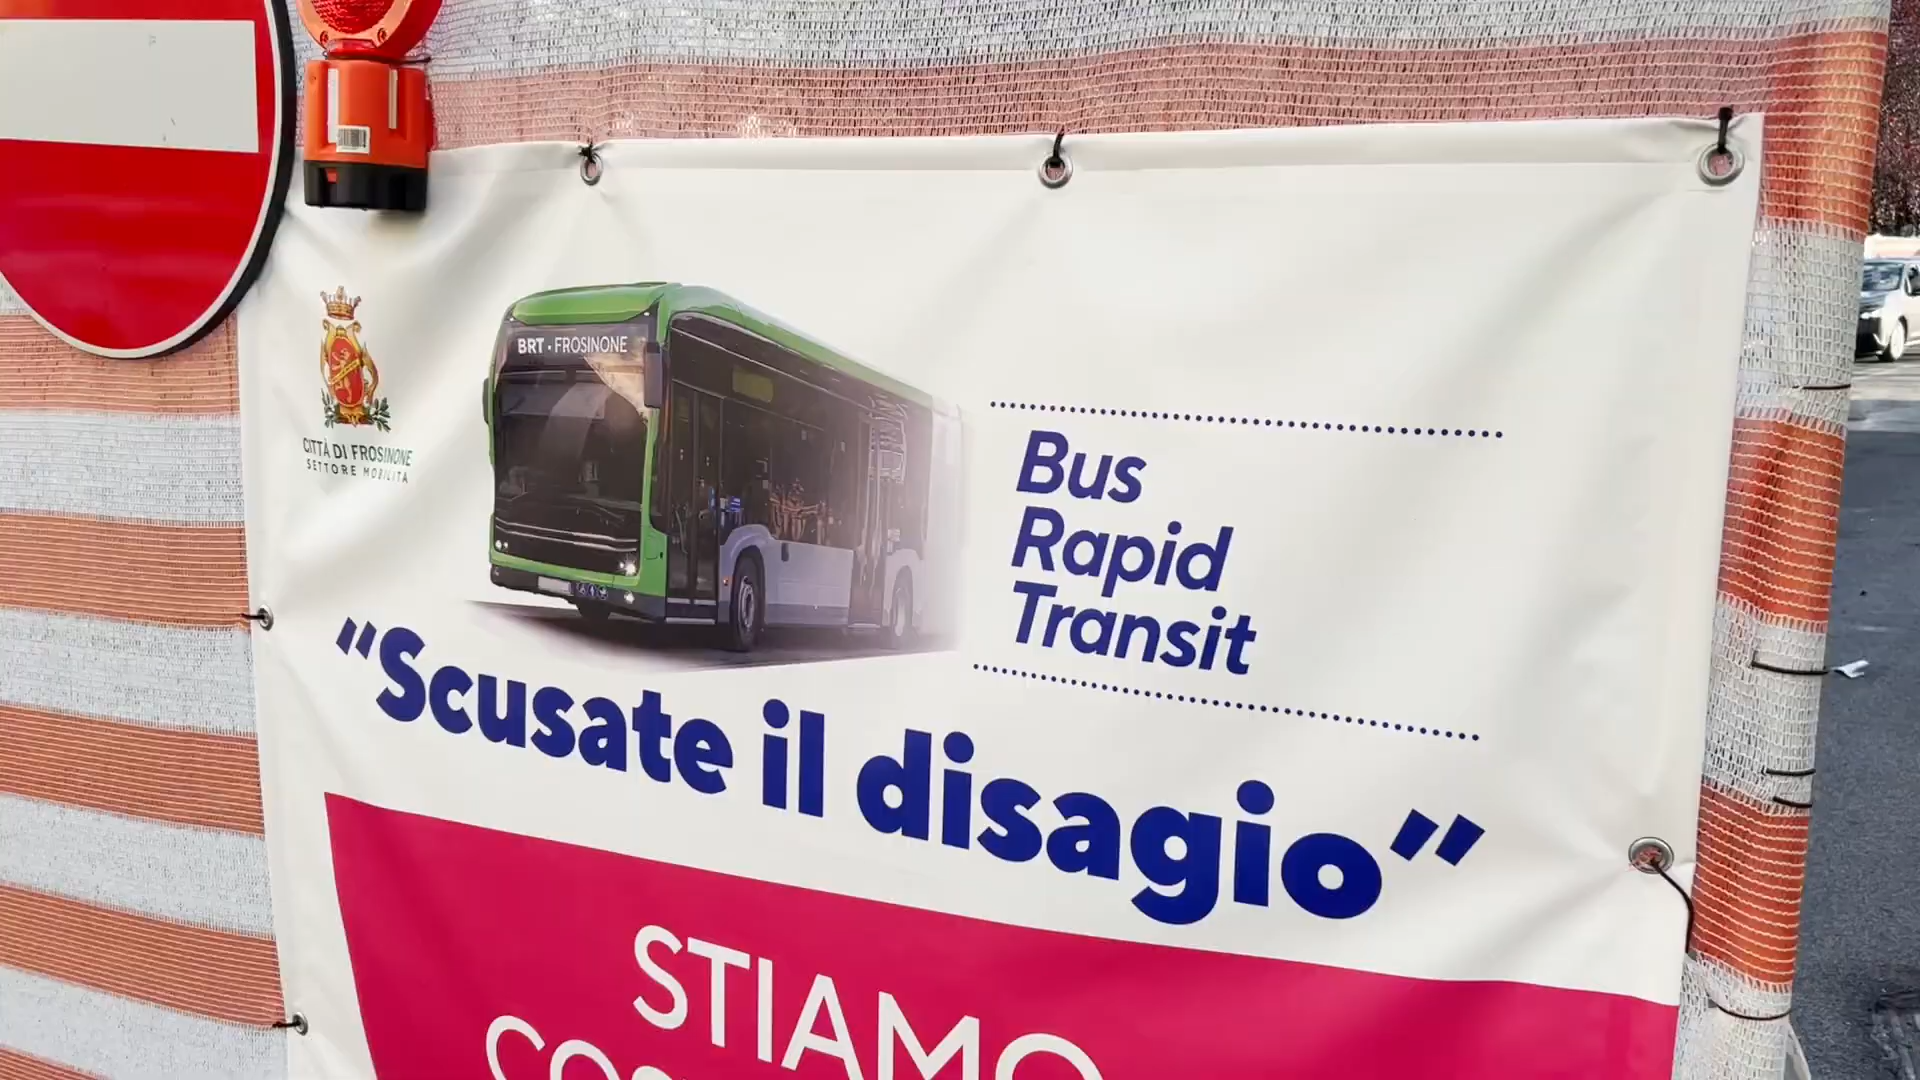 CITTÀ DI FROSINONE
SETTORE MOBILITÀ
BRT • FROSINONE
Bus
Rapid
Transit
“Scusate il disagio”
STIAMO